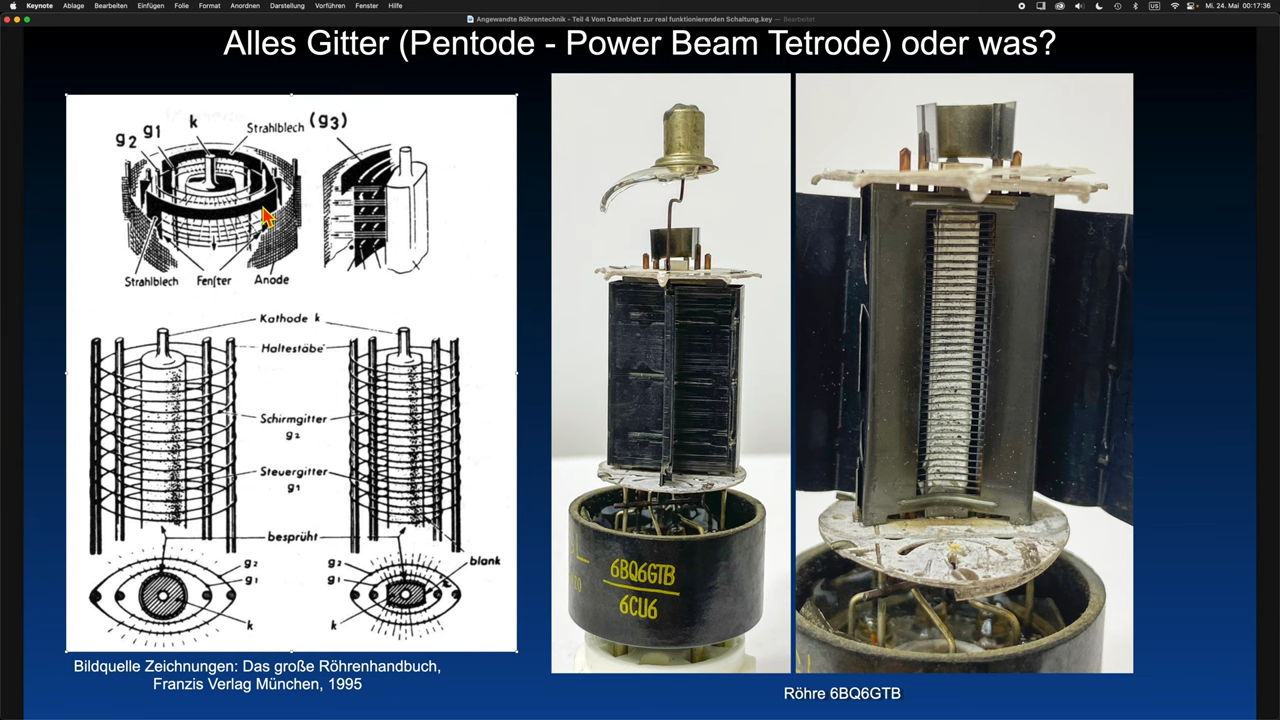 Keynote Ablage Bearbeiten Einfügen Folie Format Anordnen Darstellung Vorführen Fenster Hilfe US Mi. 24. Mai 00:17:36
Angewandte Röhrentechnik - Teil 4 Vom Datenblatt zur real funktionierenden Schaltung.key — Bearbeitet
Alles Gitter (Pentode - Power Beam Tetrode) oder was?
g2 g1 k Strahlblech (g3)
Strahlblech Fenster Anode
Kathode k
Haltestäbe
Schirmgitter
g2
Steuergitter
g1
besprüht
blank
g2 g2
g1 g1
k k
Bildquelle Zeichnungen: Das große Röhrenhandbuch,
Franzis Verlag München, 1995
6BQ6GTB
6CU6
Röhre 6BQ6GTB